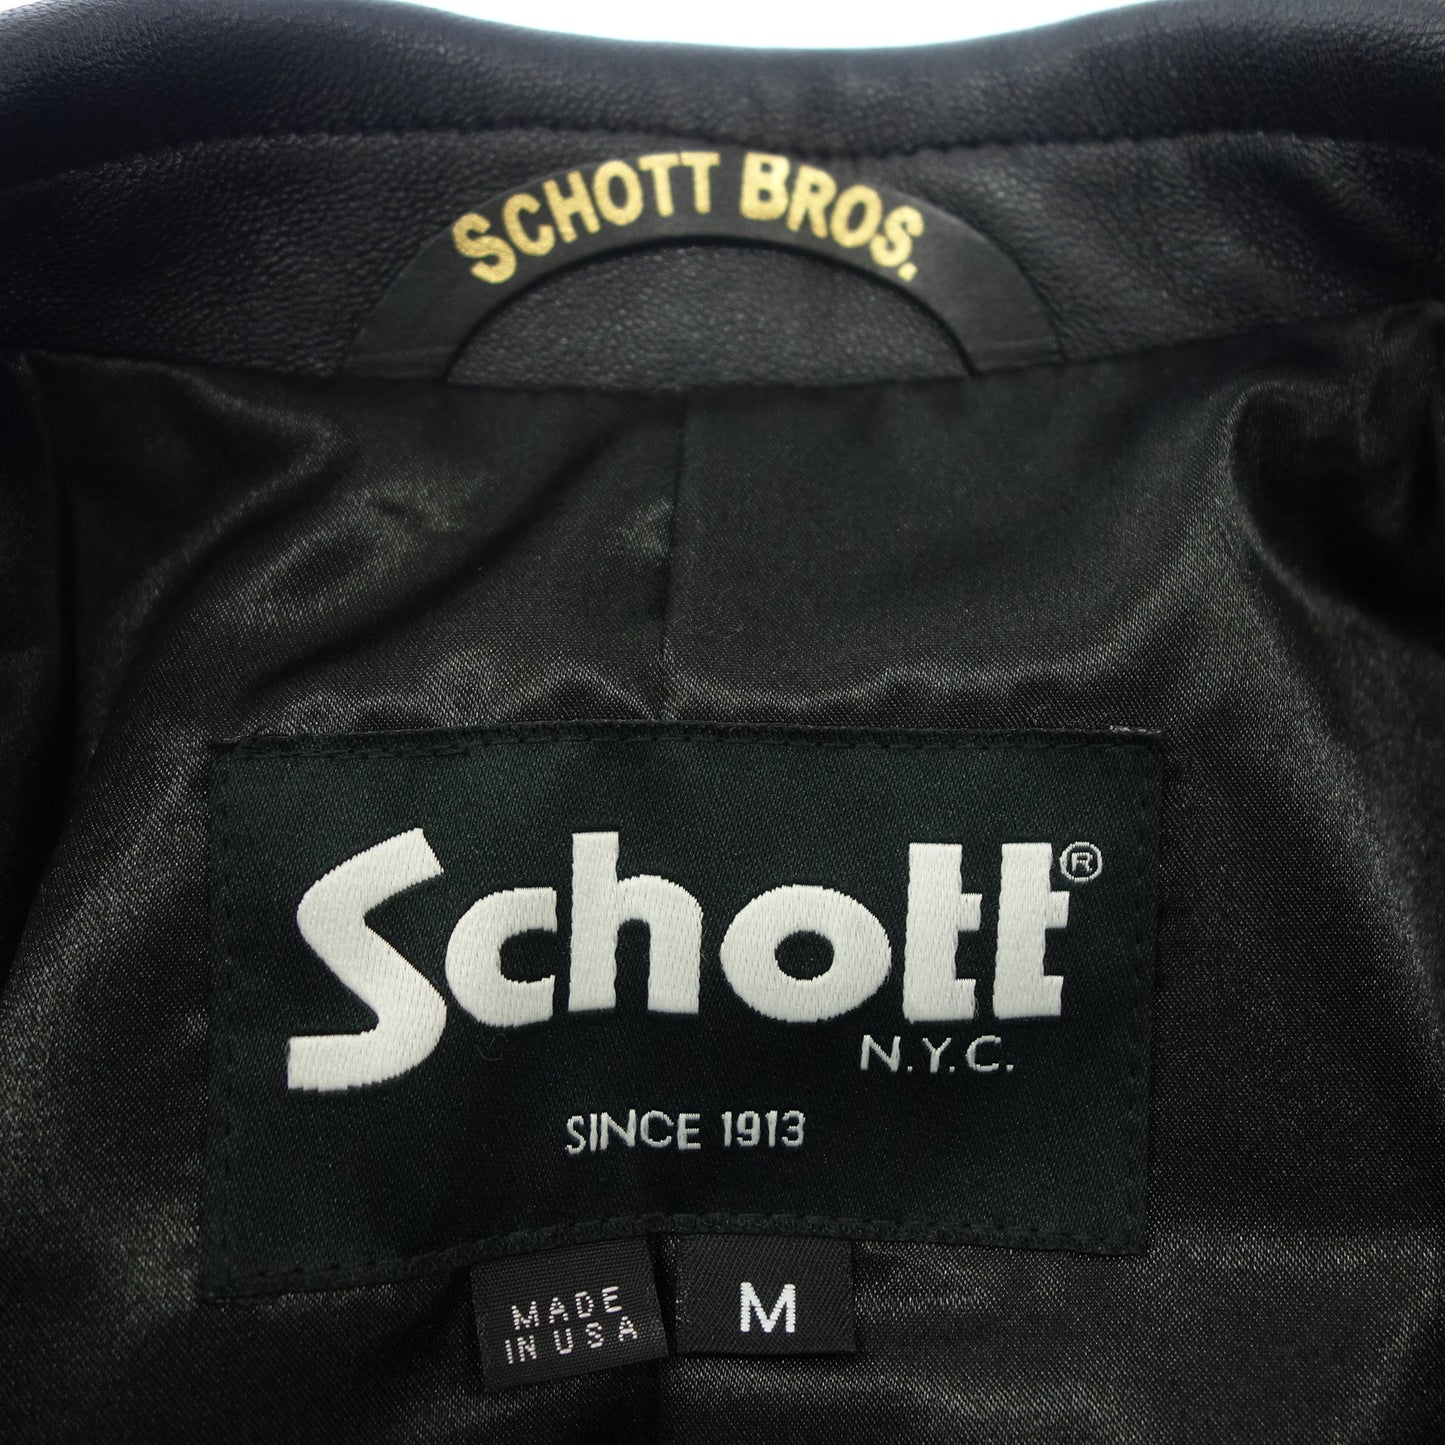 SCHOTT BROS.
Schott®
N.Y.C.
SINCE 1913
MADE
IN USA
M